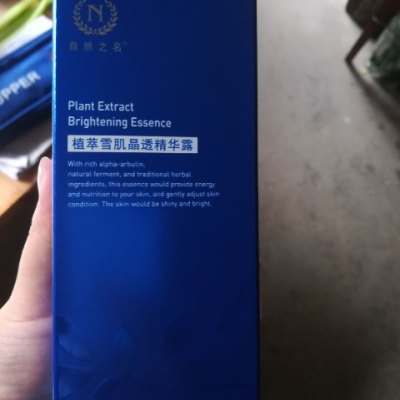 N
自然之名®
Plant Extract
Brightening Essence
植萃雪肌晶透精华露
With rich alpha-arbutin,
natural ferment, and traditional herbal
ingredients, this essence would provide energy
and nutrition to your skin, and gently adjust skin
condition. The skin would be shiny and bright.
OPPER